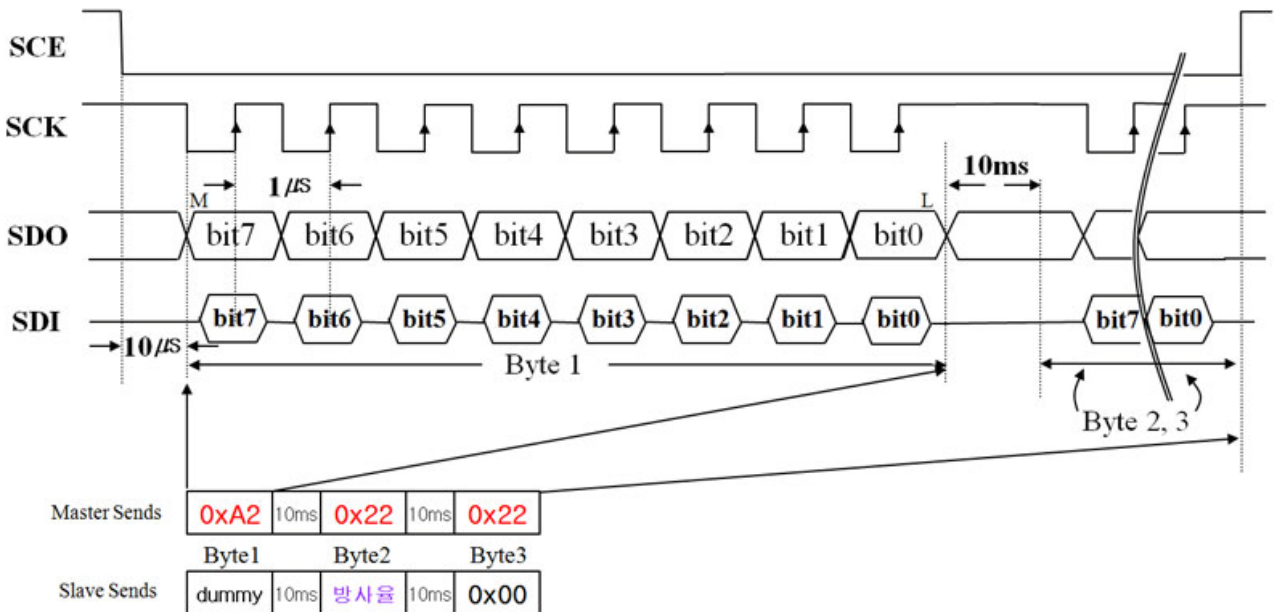 SCE
SCK
10ms
1μs
M L
SDO bit7 bit6 bit5 bit4 bit3 bit2 bit1 bit0
SDI bit7 bit6 bit5 bit4 bit3 bit2 bit1 bit0 bit7 bit0
10μs
Byte 1
Byte 2, 3
Master Sends 0xA2 10ms 0x22 10ms 0x22
Byte1 Byte2 Byte3
Slave Sends dummy 10ms 방사율 10ms 0x00